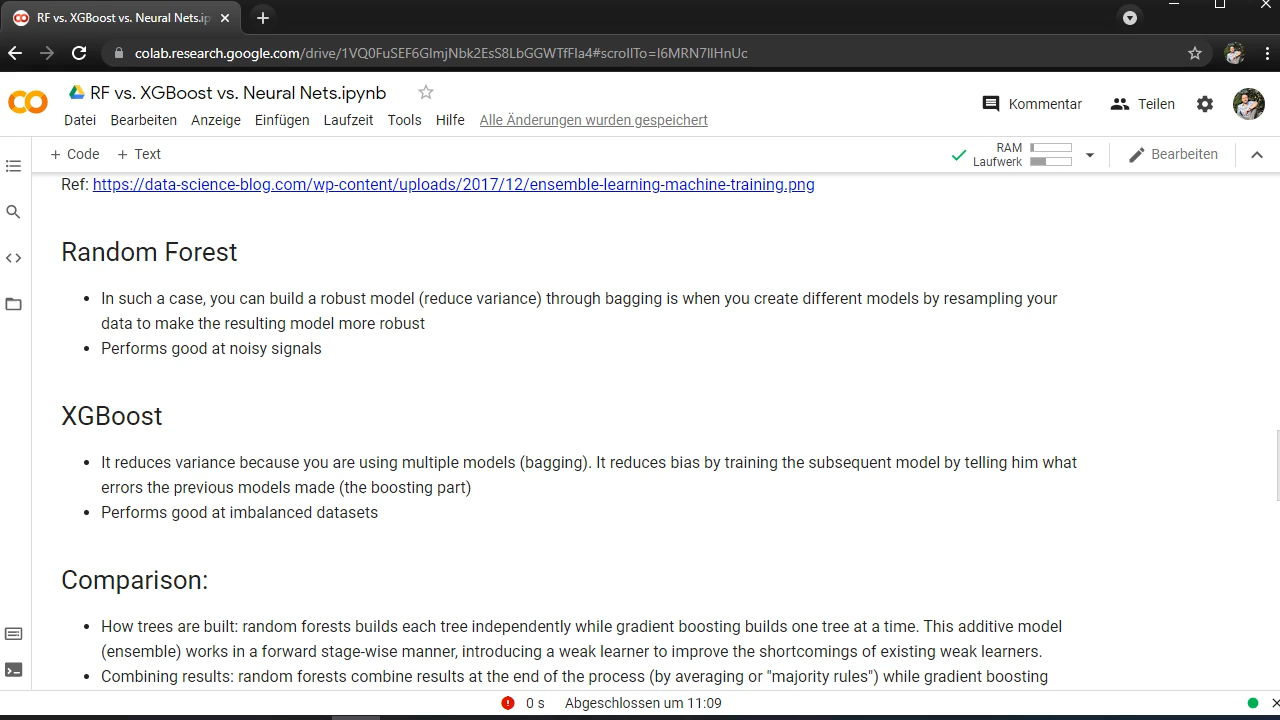 RF vs. XGBoost vs. Neural Nets.ip
colab.research.google.com/drive/1VQ0FuSEF6GlmjNbk2EsS8LbGGWTfFla4#scrollTo=I6MRN7IIHnUc
RF vs. XGBoost vs. Neural Nets.ipynb
Kommentar
Teilen
Datei Bearbeiten Anzeige Einfügen Laufzeit Tools Hilfe Alle Änderungen wurden gespeichert
+ Code + Text
RAM
Laufwerk
Bearbeiten
Ref: https://data-science-blog.com/wp-content/uploads/2017/12/ensemble-learning-machine-training.png
Random Forest
• In such a case, you can build a robust model (reduce variance) through bagging is when you create different models by resampling your
data to make the resulting model more robust
• Performs good at noisy signals
XGBoost
• It reduces variance because you are using multiple models (bagging). It reduces bias by training the subsequent model by telling him what
errors the previous models made (the boosting part)
• Performs good at imbalanced datasets
Comparison:
• How trees are built: random forests builds each tree independently while gradient boosting builds one tree at a time. This additive model
(ensemble) works in a forward stage-wise manner, introducing a weak learner to improve the shortcomings of existing weak learners.
• Combining results: random forests combine results at the end of the process (by averaging or "majority rules") while gradient boosting
0 s Abgeschlossen um 11:09